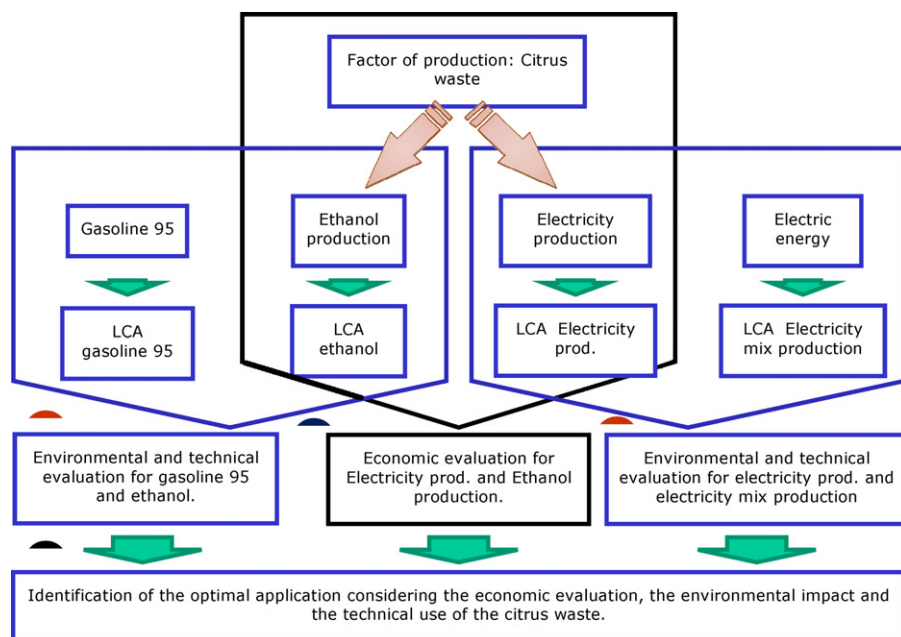 Factor of production: Citrus
waste
Gasoline 95
Ethanol
production
Electricity
production
Electric
energy
LCA
gasoline 95
LCA
ethanol
LCA  Electricity
prod.
LCA  Electricity
mix production
Environmental and technical
evaluation for gasoline 95
and ethanol.
Economic evaluation for
Electricity prod. and Ethanol
production.
Environmental and technical
evaluation for electricity prod. and
electricity mix production
Identification of the optimal application considering the economic evaluation, the environmental impact and
the technical use of the citrus waste.